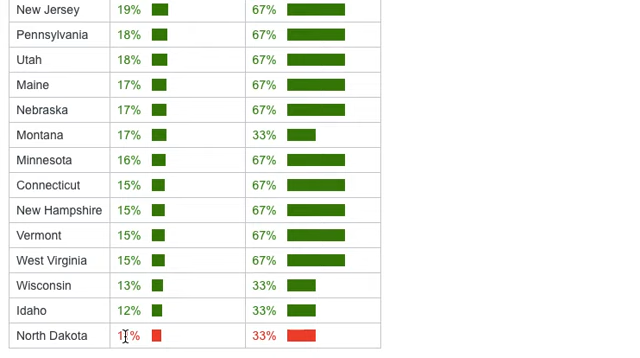 New Jersey 19% 67%
Pennsylvania 18% 67%
Utah 18% 67%
Maine 17% 67%
Nebraska 17% 67%
Montana 17% 33%
Minnesota 16% 67%
Connecticut 15% 67%
New Hampshire 15% 67%
Vermont 15% 67%
West Virginia 15% 67%
Wisconsin 13% 33%
Idaho 12% 33%
North Dakota 33%